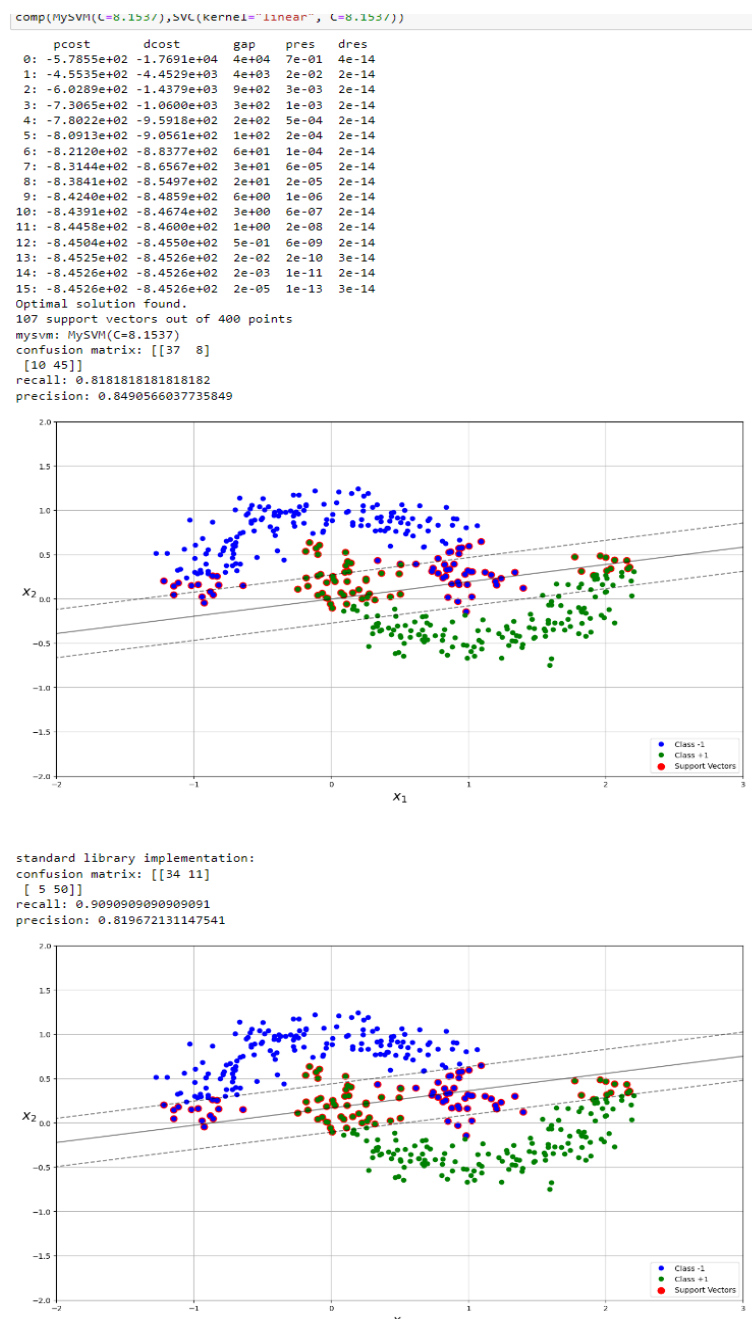 comp(MySVM(C=8.1537),SVC(kernel="linear", C=8.1537))
pcost dcost gap pres dres
0: -5.7855e+02 -1.7691e+04 4e+04 7e-01 4e-14
1: -4.5535e+02 -4.4529e+03 4e+03 2e-02 2e-14
2: -6.0289e+02 -1.4379e+03 9e+02 3e-03 2e-14
3: -7.3065e+02 -1.0600e+03 3e+02 1e-03 2e-14
4: -7.8022e+02 -9.5918e+02 2e+02 5e-04 2e-14
5: -8.0913e+02 -9.0561e+02 1e+02 2e-04 2e-14
6: -8.2120e+02 -8.8377e+02 6e+01 1e-04 2e-14
7: -8.3144e+02 -8.6567e+02 3e+01 6e-05 2e-14
8: -8.3841e+02 -8.5497e+02 2e+01 2e-05 2e-14
9: -8.4240e+02 -8.4859e+02 6e+00 1e-06 2e-14
10: -8.4391e+02 -8.4674e+02 3e+00 6e-07 2e-14
11: -8.4458e+02 -8.4600e+02 1e+00 2e-08 2e-14
12: -8.4504e+02 -8.4550e+02 5e-01 6e-09 2e-14
13: -8.4525e+02 -8.4526e+02 2e-02 2e-10 3e-14
14: -8.4526e+02 -8.4526e+02 2e-03 1e-11 2e-14
15: -8.4526e+02 -8.4526e+02 2e-05 1e-13 3e-14
Optimal solution found.
107 support vectors out of 400 points
mysvm: MySVM(C=8.1537)
confusion matrix: [[37 8]
[10 45]]
recall: 0.8181818181818182
precision: 0.8490566037735849
2.0
1.5
1.0
0.5
x2 0.0
−0.5
−1.0
−1.5
−2.0
Class -1
Class +1
Support Vectors
−2 −1 0 1 2 3
x1
standard library implementation:
confusion matrix: [[34 11]
[ 5 50]]
recall: 0.9090909090909091
precision: 0.819672131147541
2.0
1.5
1.0
0.5
x2 0.0
−0.5
−1.0
−1.5
−2.0
Class -1
Class +1
Support Vectors
−2 −1 0 1 2 3